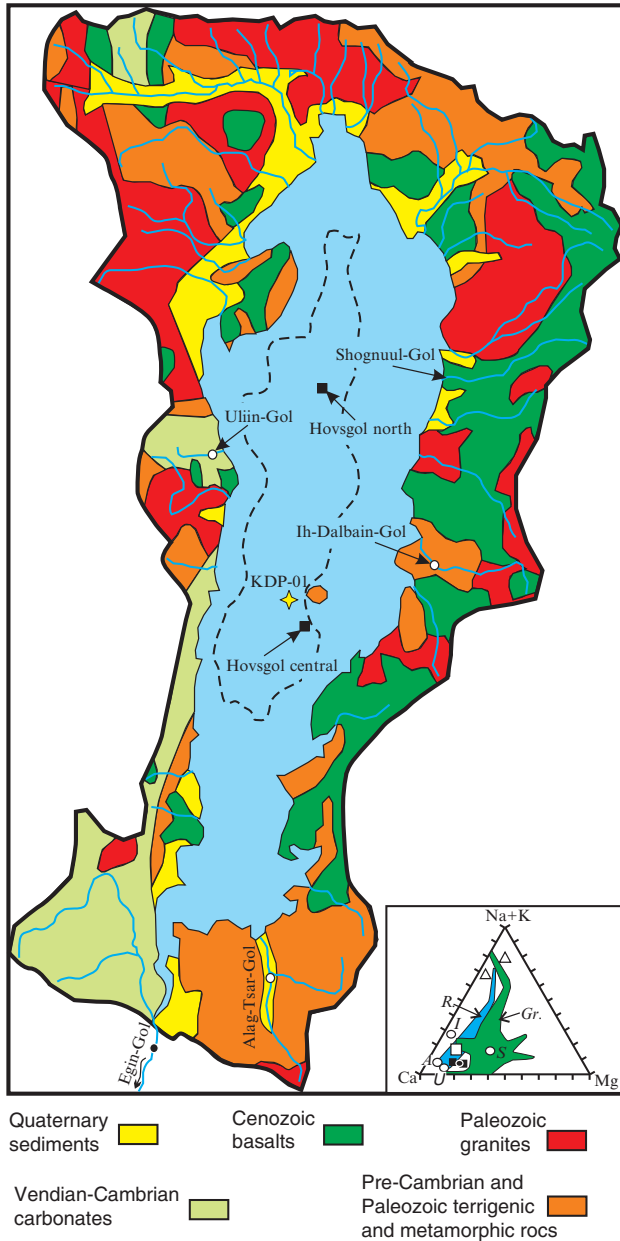 Shognuul-Gol
Uliin-Gol
Hovsgol north
Ih-Dalbain-Gol
KDP-01
Hovsgol central
Alag-Tsar-Gol
Egin-Gol
Na+K
R.
Gr.
I
A
S
U
Ca
Mg
Quaternary
sediments
Cenozoic
basalts
Paleozoic
granites
Vendian-Cambrian
carbonates
Pre-Cambrian and
Paleozoic terrigenic
and metamorphic rocs